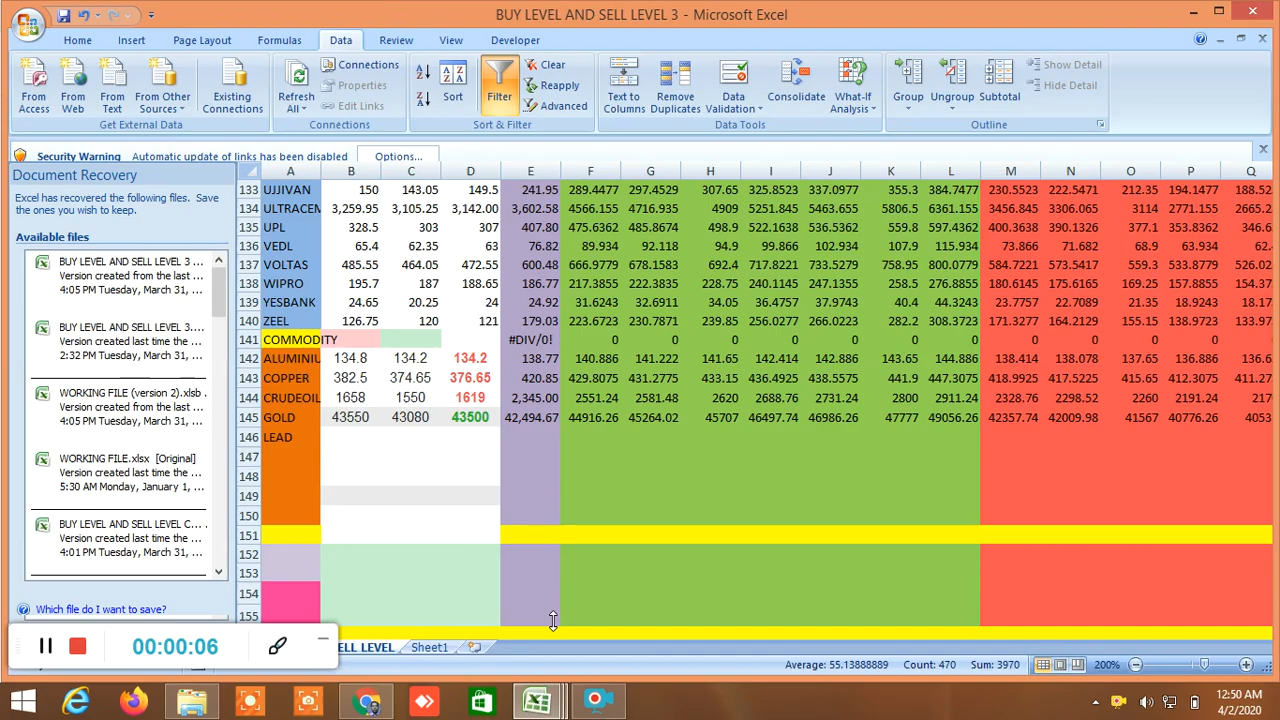 BUY LEVEL AND SELL LEVEL 3 - Microsoft Excel
Home Insert Page Layout Formulas Data Review View Developer
From Access From Web From Text From Other Sources Existing Connections Refresh All Connections Properties Edit Links Sort Filter Clear Reapply Advanced Text to Columns Remove Duplicates Data Validation Consolidate What-If Analysis Group Ungroup Subtotal Show Detail Hide Detail
Get External Data Connections Sort & Filter Data Tools Outline
Security Warning Automatic update of links has been disabled Options...
Document Recovery
Excel has recovered the following files. Save
the ones you wish to keep.
Available files
BUY LEVEL AND SELL LEVEL 3 ...
Version created from the last ...
4:05 PM Tuesday, March 31, ...
BUY LEVEL AND SELL LEVEL 3....
Version created from the last ...
2:32 PM Tuesday, March 31, ...
WORKING FILE (version 2).xlsb ...
Version created from the last ...
4:05 PM Tuesday, March 31, ...
WORKING FILE.xlsx [Original]
Version created last time the ...
5:30 AM Monday, January 1, ...
BUY LEVEL AND SELL LEVEL C...
Version created last time the ...
4:01 PM Tuesday, March 31, ...
Which file do I want to save?
A B C D E F G H I J K L M N O P Q
133 UJJIVAN 150 143.05 149.5 241.95 289.4477 297.4529 307.65 325.8523 337.0977 355.3 384.7477 230.5523 222.5471 212.35 194.1477 188.52
134 ULTRACEM 3,259.95 3,105.25 3,142.00 3,602.58 4566.155 4716.935 4909 5251.845 5463.655 5806.5 6361.155 3456.845 3306.065 3114 2771.155 2665.2
135 UPL 328.5 303 307 407.80 475.6362 485.8674 498.9 522.1638 536.5362 559.8 597.4362 400.3638 390.1326 377.1 353.8362 346.6
136 VEDL 65.4 62.35 63 76.82 89.934 92.118 94.9 99.866 102.934 107.9 115.934 73.866 71.682 68.9 63.934 62.3
137 VOLTAS 485.55 464.05 472.55 600.48 666.9779 678.1583 692.4 717.8221 733.5279 758.95 800.0779 584.7221 573.5417 559.3 533.8779 526.02
138 WIPRO 195.7 187 188.65 186.77 217.3855 222.3835 228.75 240.1145 247.1355 258.5 276.8855 180.6145 175.6165 169.25 157.8855 154.37
139 YESBANK 24.65 20.25 24 24.92 31.6243 32.6911 34.05 36.4757 37.9743 40.4 44.3243 23.7757 22.7089 21.35 18.9243 18.17
140 ZEEL 126.75 120 121 179.03 223.6723 230.7871 239.85 256.0277 266.0223 282.2 308.3723 171.3277 164.2129 155.15 138.9723 133.97
141 COMMODITY #DIV/0! 0 0 0 0 0 0 0 0 0 0 0
142 ALUMINIU 134.8 134.2 134.2 138.77 140.886 141.222 141.65 142.414 142.886 143.65 144.886 138.414 138.078 137.65 136.886 136.6
143 COPPER 382.5 374.65 376.65 420.85 429.8075 431.2775 433.15 436.4925 438.5575 441.9 447.3075 418.9925 417.5225 415.65 412.3075 411.27
144 CRUDEOIL 1658 1550 1619 2,345.00 2551.24 2581.48 2620 2688.76 2731.24 2800 2911.24 2328.76 2298.52 2260 2191.24 217
145 GOLD 43550 43080 43500 42,494.67 44916.26 45264.02 45707 46497.74 46986.26 47777 49056.26 42357.74 42009.98 41567 40776.26 4053
146 LEAD
147
148
149
150
151
152
153
154
155
00:00:06
SELL LEVEL Sheet1
Average: 55.13888889 Count: 470 Sum: 3970 200%
12:50 AM
4/2/2020